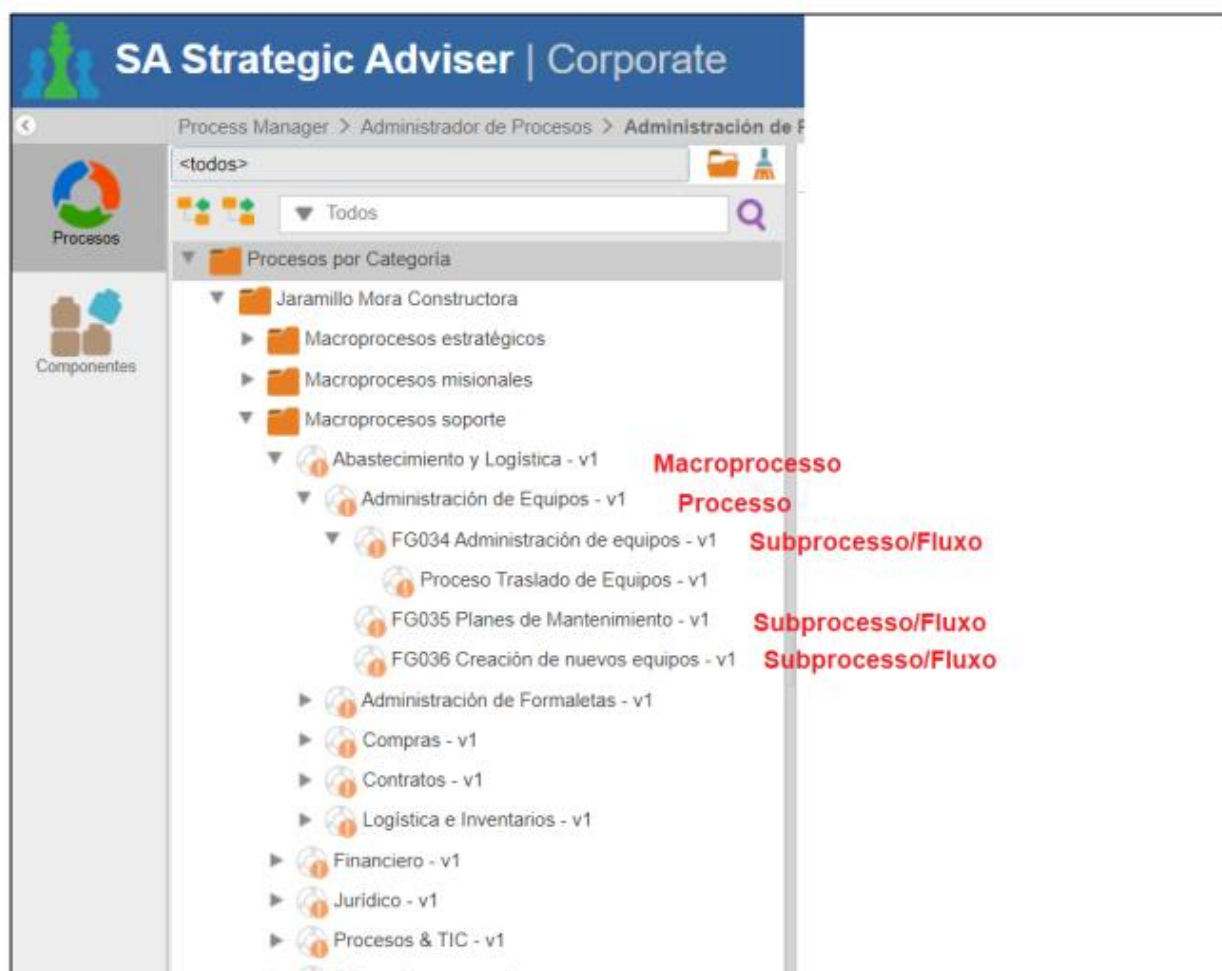 SA Strategic Adviser | Corporate
Process Manager > Administrador de Procesos > Administración de
<todos>
Todos
Procesos
Procesos por Categoría
Jaramillo Mora Constructora
Macroprocesos estratégicos
Componentes
Macroprocesos misionales
Macroprocesos soporte
Abastecimiento y Logística - v1 Macroprocesso
Administración de Equipos - v1 Processo
FG034 Administración de equipos - v1 Subprocesso/Fluxo
Proceso Traslado de Equipos - v1
FG035 Planes de Mantenimiento - v1 Subprocesso/Fluxo
FG036 Creación de nuevos equipos - v1 Subprocesso/Fluxo
Administración de Formaletas - v1
Compras - v1
Contratos - v1
Logística e Inventarios - v1
Financiero - v1
Jurídico - v1
Procesos & TIC - v1